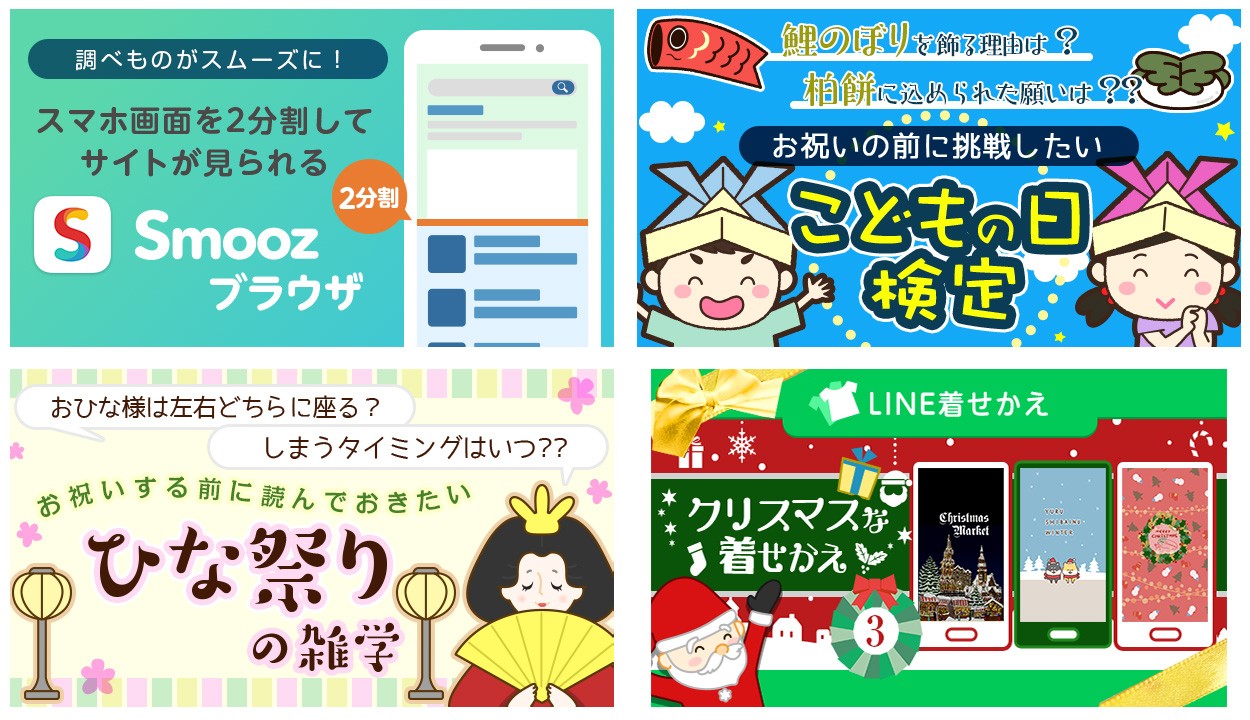 調べものがスムーズに！
スマホ画面を2分割して
サイトが見られる
2分割
S
Smooz
ブラウザ
鯉のぼりを飾る理由は？
柏餅に込められた願いは？？
お祝いの前に挑戦したい
こどもの日
検定
おひな様は左右どちらに座る？
しまうタイミングはいつ??
お祝いする前に読んでおきたい
ひな祭り
の雑学
LINE着せかえ
クリスマスな
着せかえ
3
Christmas
Market
YURU
SHIBAINU
WINTER
MERRY
CHRISTMAS